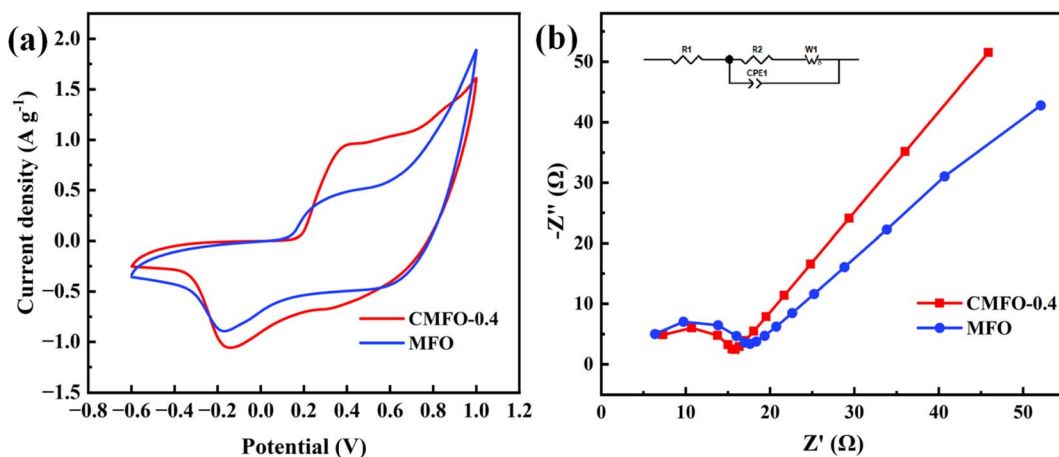 (a)
Current density (A g⁻¹)
2.0
1.5
1.0
0.5
0.0
−0.5
−1.0
−1.5
−0.8 −0.6 −0.4 −0.2 0.0 0.2 0.4 0.6 0.8 1.0 1.2
Potential (V)
CMFO-0.4
MFO
(b)
R1 R2 W1
CPE1
-Z'' (Ω)
50
40
30
20
10
0
0 10 20 30 40 50
Z' (Ω)
CMFO-0.4
MFO